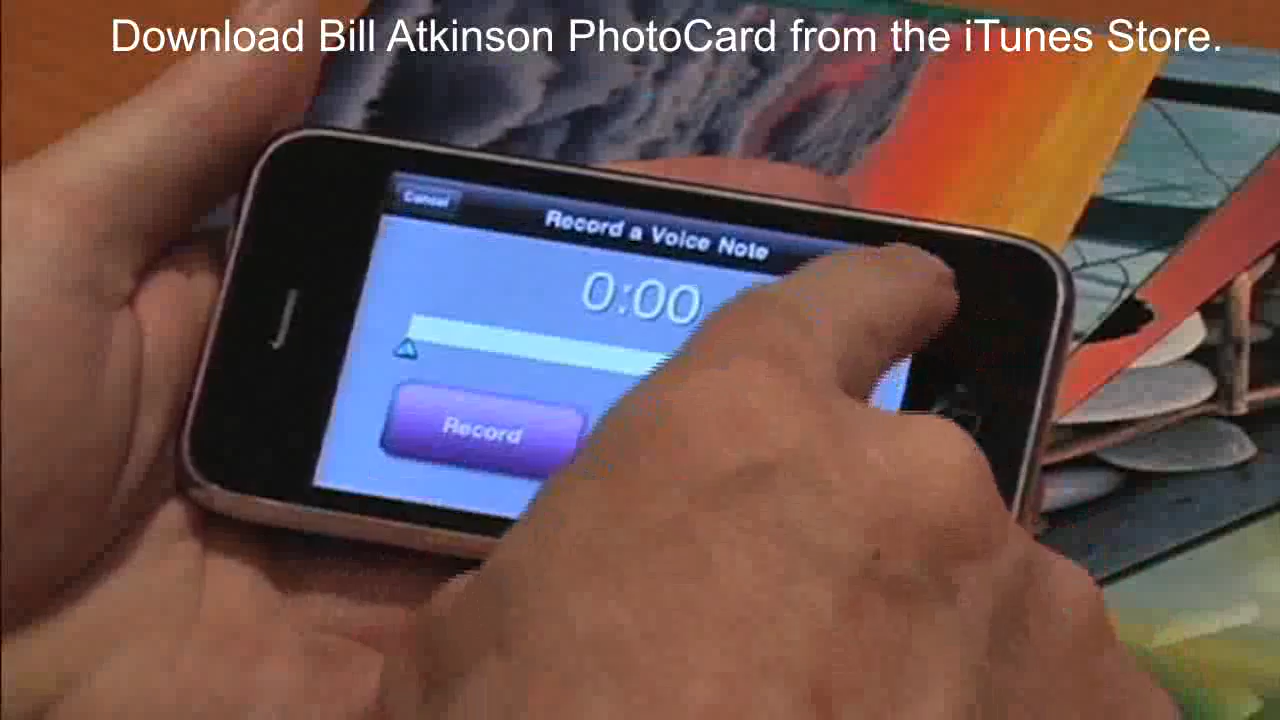 Download Bill Atkinson PhotoCard from the iTunes Store.
Cancel
Record a Voice Note
0:00
Record